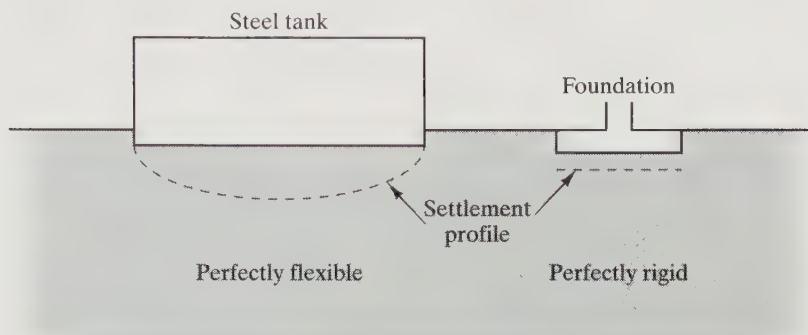 Steel tank
Foundation
Settlement
profile
Perfectly flexible
Perfectly rigid